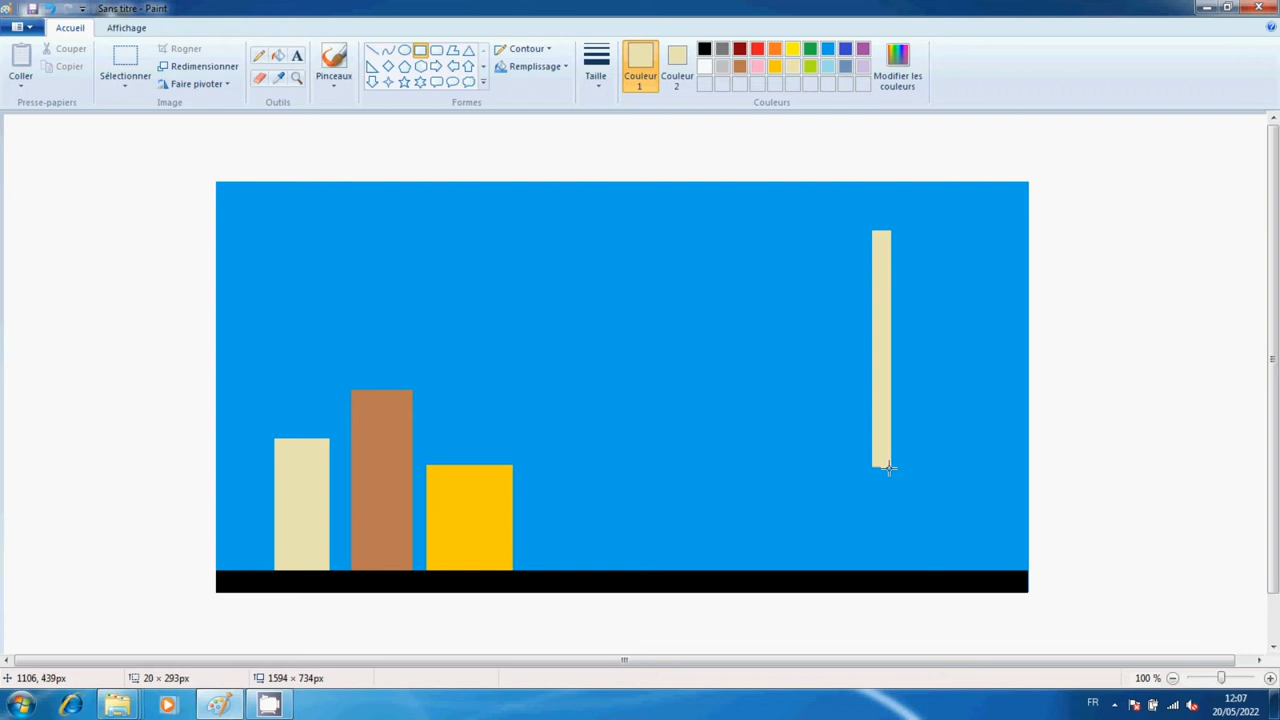 Sans titre - Paint
Accueil
Affichage
Coller
Couper
Copier
Presse-papiers
Sélectionner
Rogner
Redimensionner
Faire pivoter
Image
Outils
Pinceaux
Contour
Remplissage
Formes
Taille
Couleur 1
Couleur 2
Modifier les couleurs
Couleurs
1106, 439px
20 × 293px
1594 × 734px
100 %
FR
12:07
20/05/2022